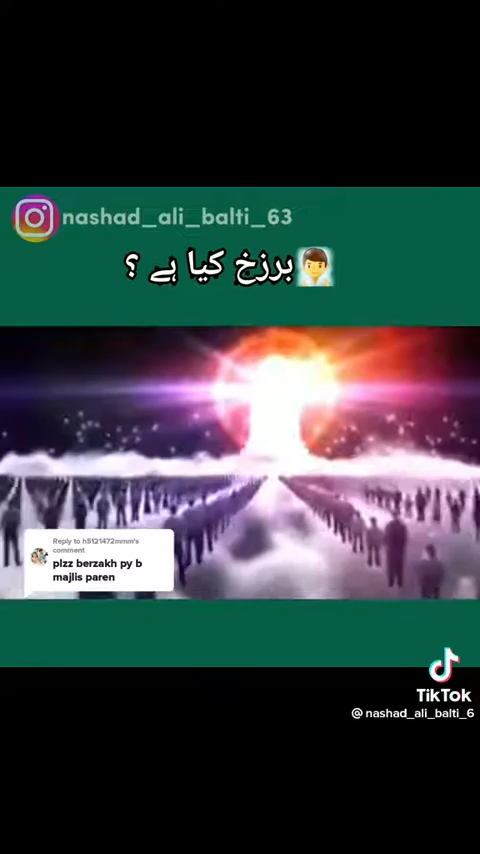 nashad_ali_balti_63
برزخ کیا ہے ؟
Reply to h5121472mmm's
comment
plzz berzakh py b
majlis paren
TikTok
@nashad_ali_balti_6